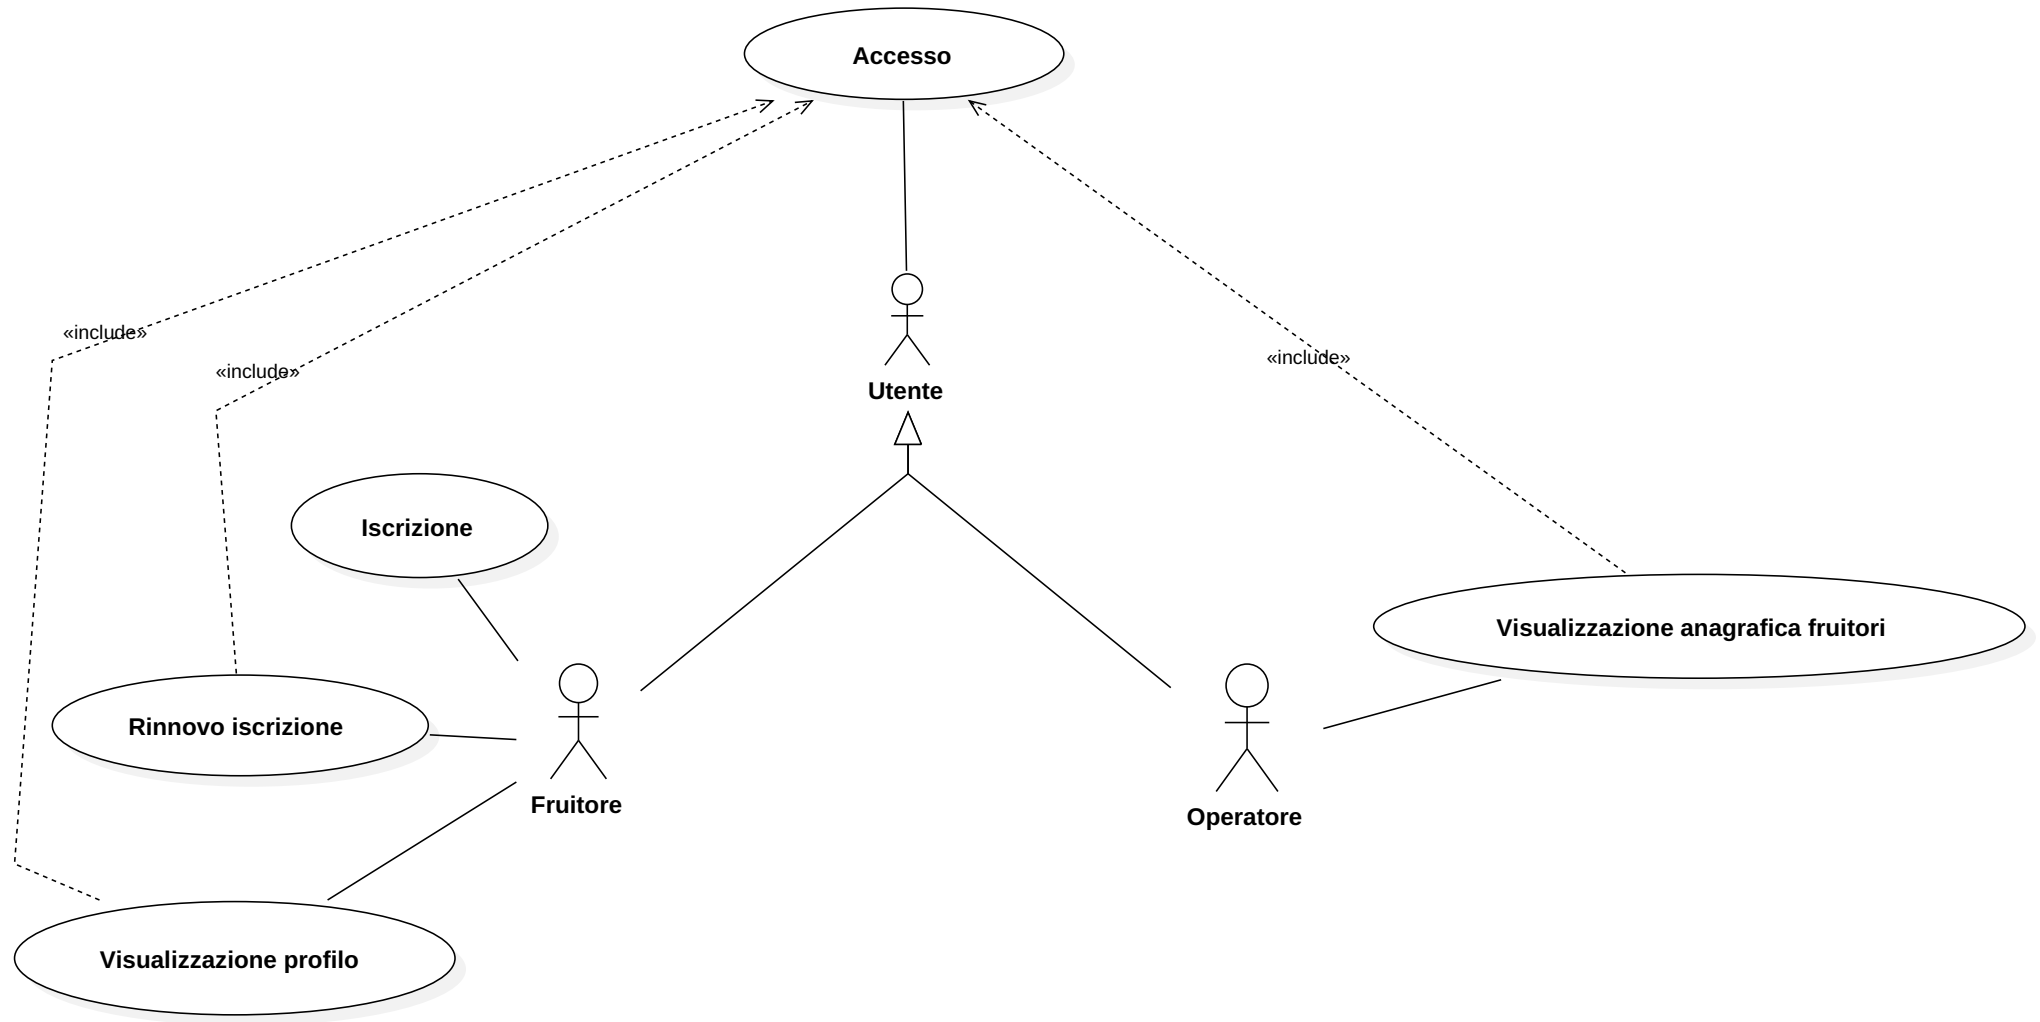 Accesso
«include»
«include»
«include»
Utente
Iscrizione
Visualizzazione anagrafica fruitori
Rinnovo iscrizione
Fruitore
Operatore
Visualizzazione profilo